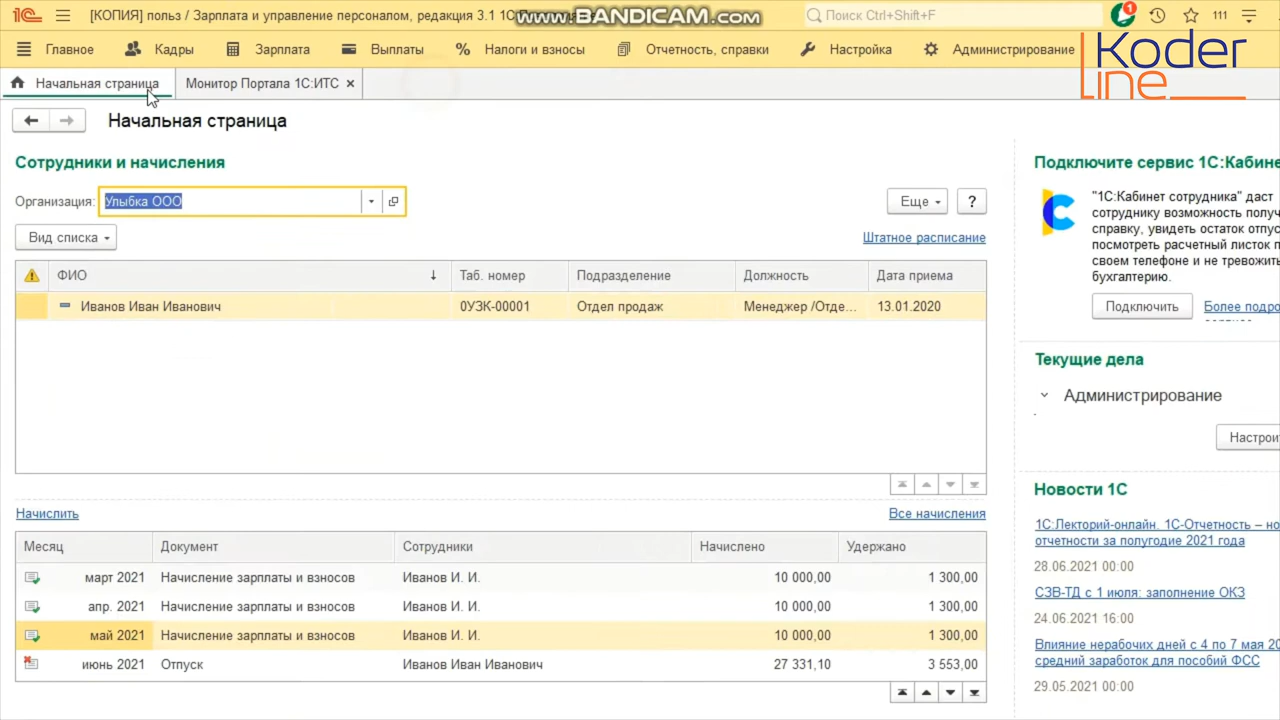 [КОПИЯ] польз / Зарплата и управление персоналом, редакция 3.1 1С:П
www.BANDICAM.com
Поиск Ctrl+Shift+F
1
Главное
Кадры
Зарплата
Выплаты
Налоги и взносы
Отчетность, справки
Настройка
Администрирование
Koder
line
Начальная страница
Монитор Портала 1С:ИТС
Начальная страница
Сотрудники и начисления
Организация:
Улыбка ООО
Еще
?
Вид списка
Штатное расписание
ФИО
Таб. номер
Подразделение
Должность
Дата приема
Иванов Иван Иванович
0УЗК-00001
Отдел продаж
Менеджер /Отде...
13.01.2020
Начислить
Все начисления
Месяц
Документ
Сотрудники
Начислено
Удержано
март 2021
Начисление зарплаты и взносов
Иванов И. И.
10 000,00
1 300,00
апр. 2021
Начисление зарплаты и взносов
Иванов И. И.
10 000,00
1 300,00
май 2021
Начисление зарплаты и взносов
Иванов И. И.
10 000,00
1 300,00
июнь 2021
Отпуск
Иванов Иван Иванович
27 331,10
3 553,00
Подключите сервис 1С:Кабине
"1С:Кабинет сотрудника" даст
сотруднику возможность получ
справку, увидеть остаток отпус
посмотреть расчетный листок п
своем телефоне и не тревожить
бухгалтерию.
Подключить
Более подро
Текущие дела
Администрирование
Настрои
Новости 1С
1С:Лекторий-онлайн. 1С-Отчетность – но
отчетности за полугодие 2021 года
28.06.2021 00:00
СЗВ-ТД с 1 июля: заполнение ОКЗ
24.06.2021 16:00
Влияние нерабочих дней с 4 по 7 мая 20
средний заработок для пособий ФСС
29.05.2021 00:00